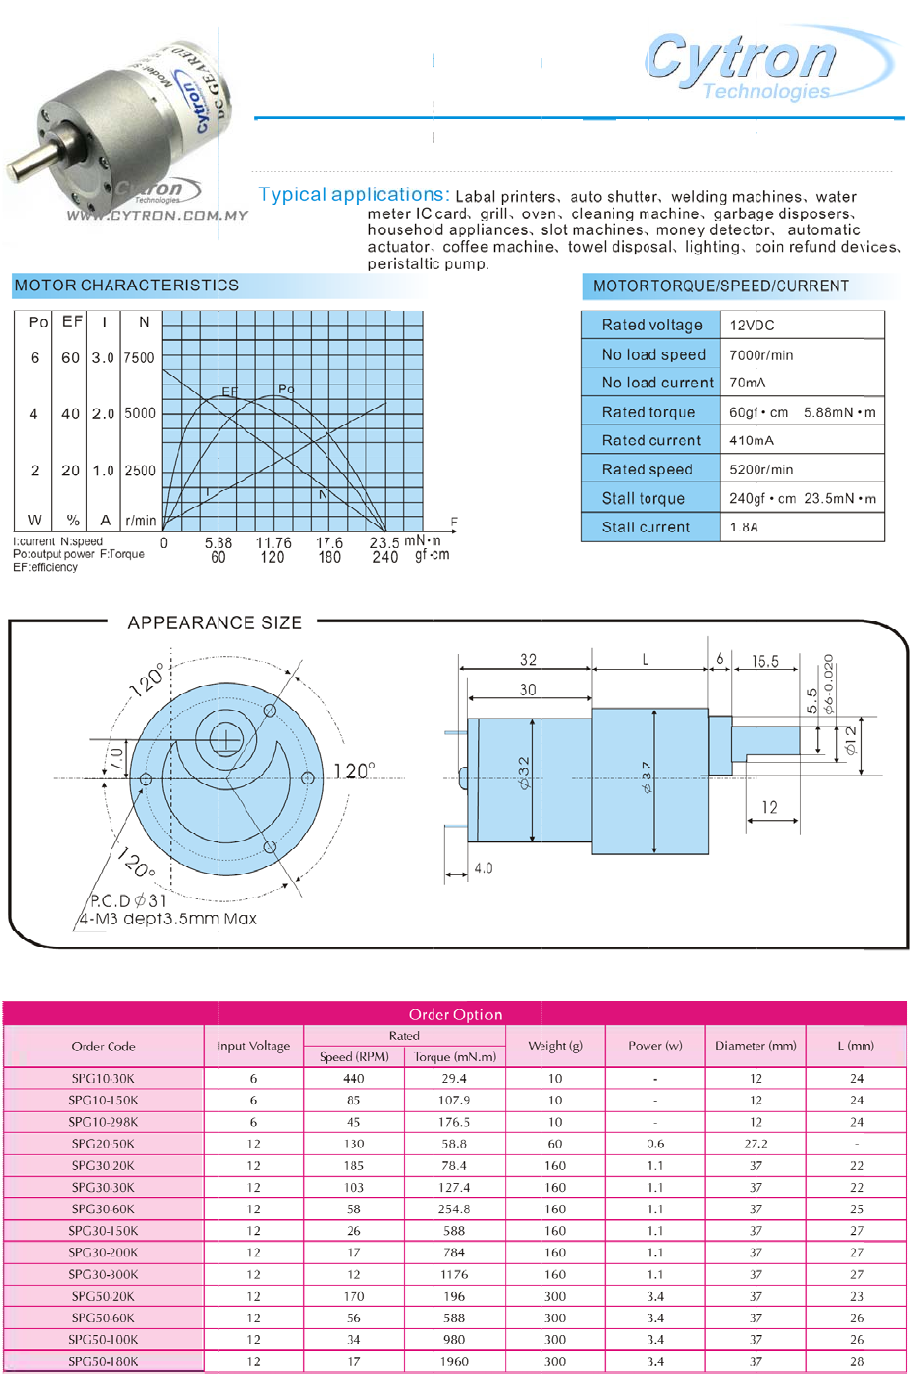 Cytron
Technologies
Cytron
DC GEARED
Cytron
Technologies
WWW.CYTRON.COM.MY
Typical applications: Labal printers、auto shutter、welding machines、water
meter IC card、grill、oven、cleaning machine、garbage disposers、
household appliances、slot machines、money detector、 automatic
actuator、coffee machine、towel disposal、lighting、coin refund devices、
peristaltic pump.
MOTOR CHARACTERISTICS
Po EF I N
6 60 3.0 7500
4 40 2.0 5000
2 20 1.0 2500
W % A r/min
EF Po
I N
F
I:current N:speed
Po:output power F:Torque
EF:efficiency
0 5.38 11.76 17.6 23.5 mN·n
60 120 180 240 gf·cm
MOTORTORQUE/SPEED/CURRENT
Rated voltage 12VDC
No load speed 7000r/min
No load current 70mA
Rated torque 60gf·cm 5.88mN·m
Rated current 410mA
Rated speed 5200r/min
Stall torque 240gf·cm 23.5mN·m
Stall current 1.8A
APPEARANCE SIZE
120°
7.0
120°
120°
P.C.D ϕ31
4-M3 dept3.5mm Max
32 L 6 15.5
30
5.5
ϕ6-0.020
ϕ12
ϕ32
ϕ37
12
4.0
Order Option
Order Code Input Voltage Rated Weight (g) Power (w) Diameter (mm) L (mm)
Speed (RPM) Torque (mN.m)
SPG10-30K 6 440 29.4 10 - 12 24
SPG10-150K 6 85 107.9 10 - 12 24
SPG10-298K 6 45 176.5 10 - 12 24
SPG20-50K 12 130 58.8 60 0.6 27.2 -
SPG30-20K 12 185 78.4 160 1.1 37 22
SPG30-30K 12 103 127.4 160 1.1 37 22
SPG30-60K 12 58 254.8 160 1.1 37 25
SPG30-150K 12 26 588 160 1.1 37 27
SPG30-200K 12 17 784 160 1.1 37 27
SPG30-300K 12 12 1176 160 1.1 37 27
SPG50-20K 12 170 196 300 3.4 37 23
SPG50-60K 12 56 588 300 3.4 37 26
SPG50-100K 12 34 980 300 3.4 37 26
SPG50-180K 12 17 1960 300 3.4 37 28